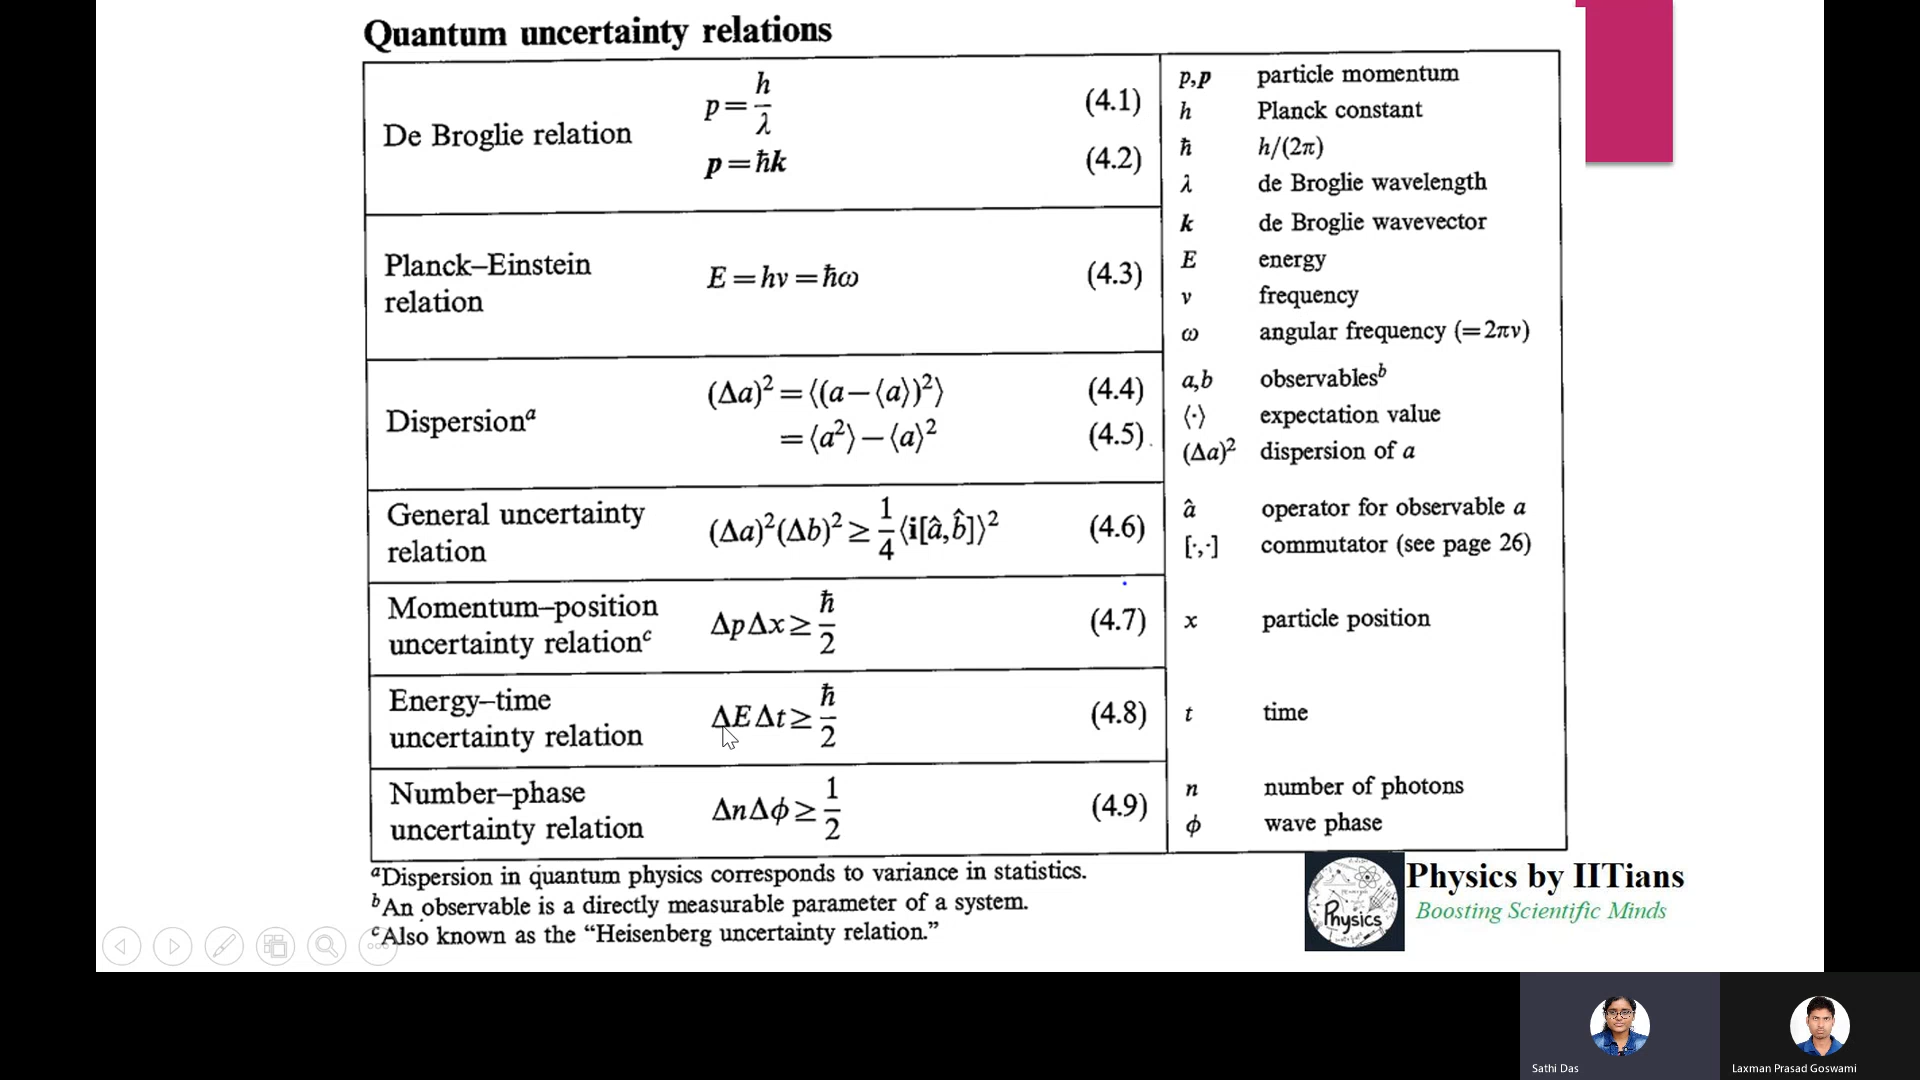 Quantum uncertainty relations
De Broglie relation
p = h/λ (4.1)
p = ħk (4.2)
Planck–Einstein relation
E = hν = ħω (4.3)
Dispersionᵃ
(Δa)² = ⟨(a−⟨a⟩)²⟩ (4.4)
= ⟨a²⟩−⟨a⟩² (4.5)
General uncertainty relation
(Δa)²(Δb)² ≥ 1/4 ⟨i[â,b̂]⟩² (4.6)
Momentum–position uncertainty relationᶜ
ΔpΔx ≥ ħ/2 (4.7)
Energy–time uncertainty relation
ΔEΔt ≥ ħ/2 (4.8)
Number–phase uncertainty relation
ΔnΔϕ ≥ 1/2 (4.9)
p,p particle momentum
h Planck constant
ħ h/(2π)
λ de Broglie wavelength
k de Broglie wavevector
E energy
ν frequency
ω angular frequency (=2πν)
a,b observablesᵇ
⟨·⟩ expectation value
(Δa)² dispersion of a
â operator for observable a
[·,·] commutator (see page 26)
x particle position
t time
n number of photons
ϕ wave phase
ᵃDispersion in quantum physics corresponds to variance in statistics.
ᵇAn observable is a directly measurable parameter of a system.
ᶜAlso known as the “Heisenberg uncertainty relation.”
Physics
Physics by IITians
Boosting Scientific Minds
Sathi Das
Laxman Prasad Goswami